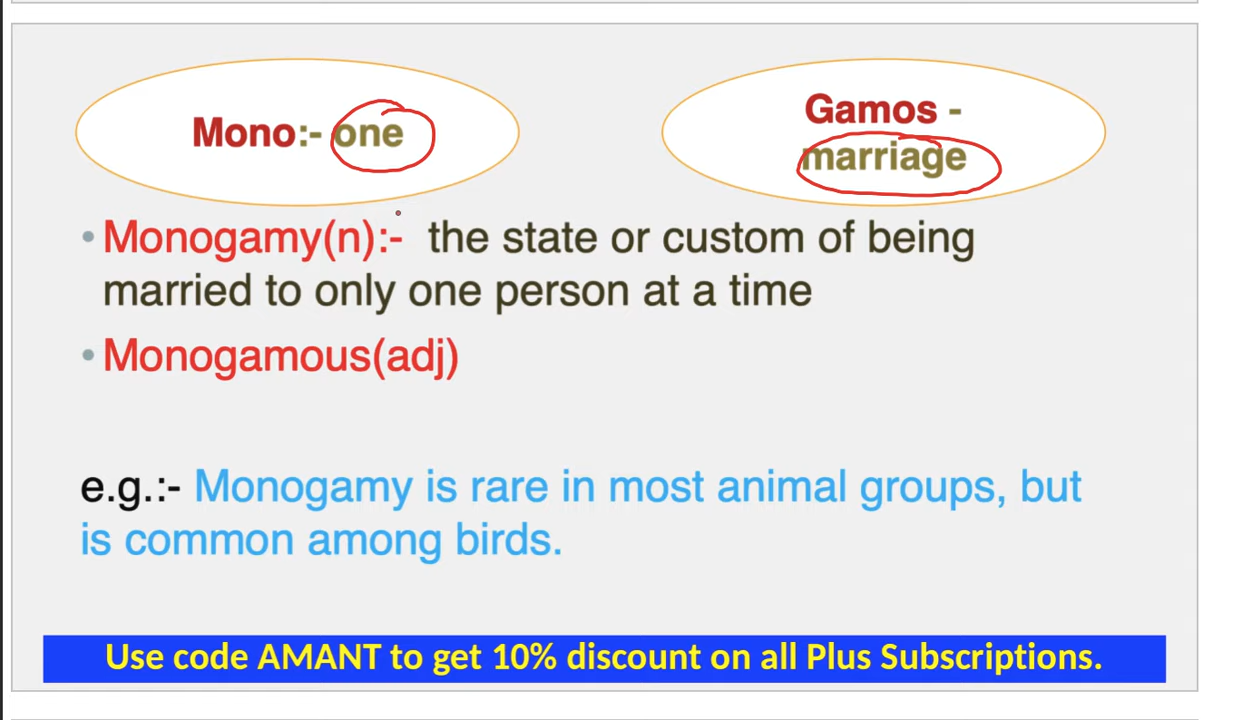 Mono:- one
Gamos -
marriage
•Monogamy(n):- the state or custom of being
married to only one person at a time
•Monogamous(adj)
e.g.:- Monogamy is rare in most animal groups, but
is common among birds.
Use code AMANT to get 10% discount on all Plus Subscriptions.